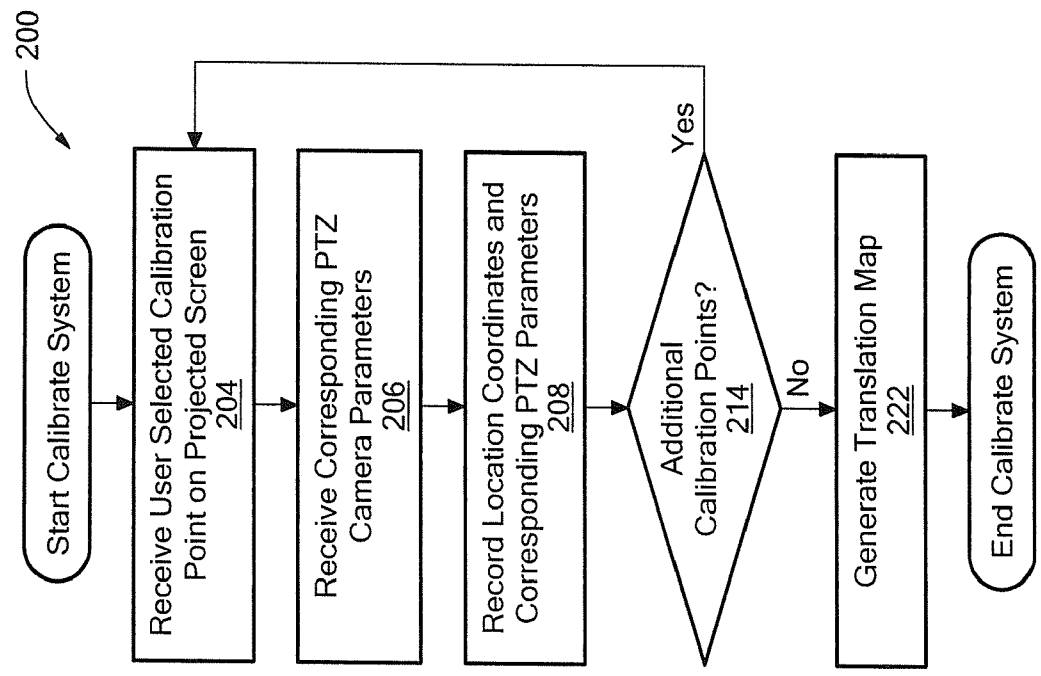 200
Start Calibrate System
Receive User Selected Calibration
Point on Projected Screen
204
Receive Corresponding PTZ
Camera Parameters
206
Record Location Coordinates and
Corresponding PTZ Parameters
208
Additional
Calibration Points?
214
Yes
No
Generate Translation Map
222
End Calibrate System